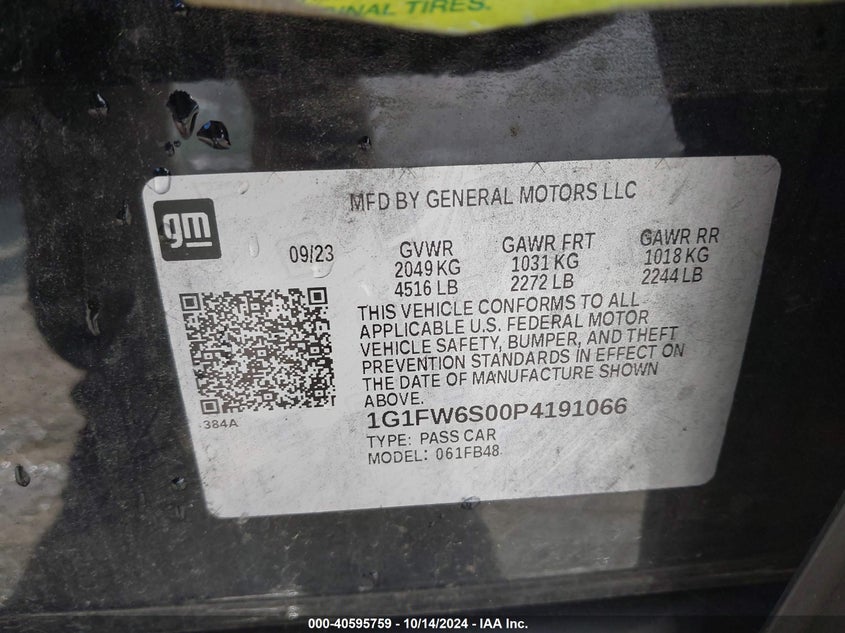 NAL TIRES.
MFD BY GENERAL MOTORS LLC
gm
09/23
GVWR
2049 KG
4516 LB
GAWR FRT
1031 KG
2272 LB
GAWR RR
1018 KG
2244 LB
THIS VEHICLE CONFORMS TO ALL
APPLICABLE U.S. FEDERAL MOTOR
VEHICLE SAFETY, BUMPER, AND THEFT
PREVENTION STANDARDS IN EFFECT ON
THE DATE OF MANUFACTURE SHOWN
ABOVE.
384A
1G1FW6S00P4191066
TYPE: PASS CAR
MODEL: 061FB48
000-40595759 - 10/14/2024 - IAA Inc.